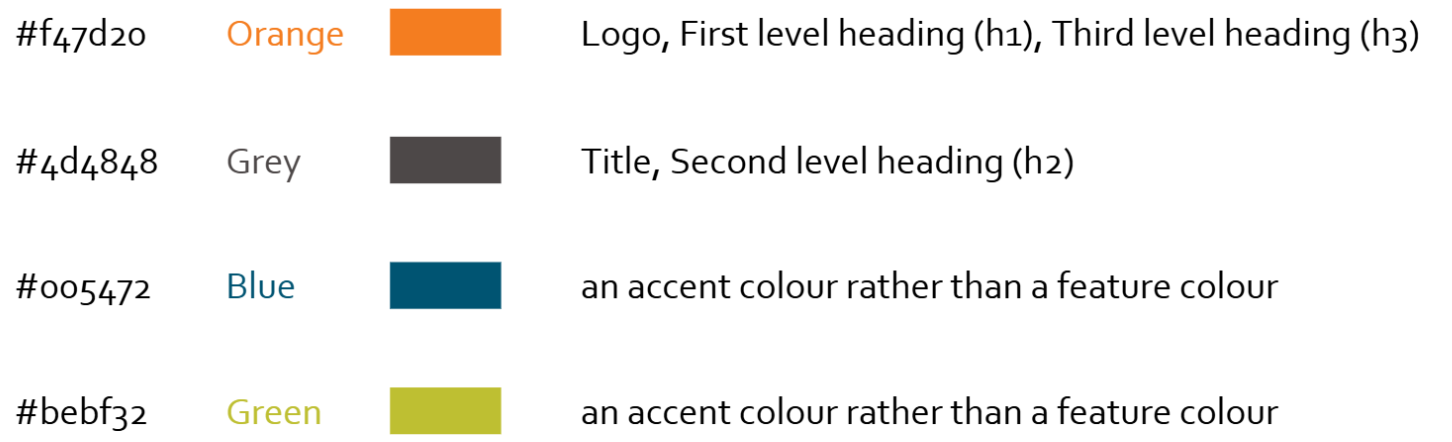 #f47d20 Orange Logo, First level heading (h1), Third level heading (h3)
#4d4848 Grey Title, Second level heading (h2)
#005472 Blue an accent colour rather than a feature colour
#bebf32 Green an accent colour rather than a feature colour